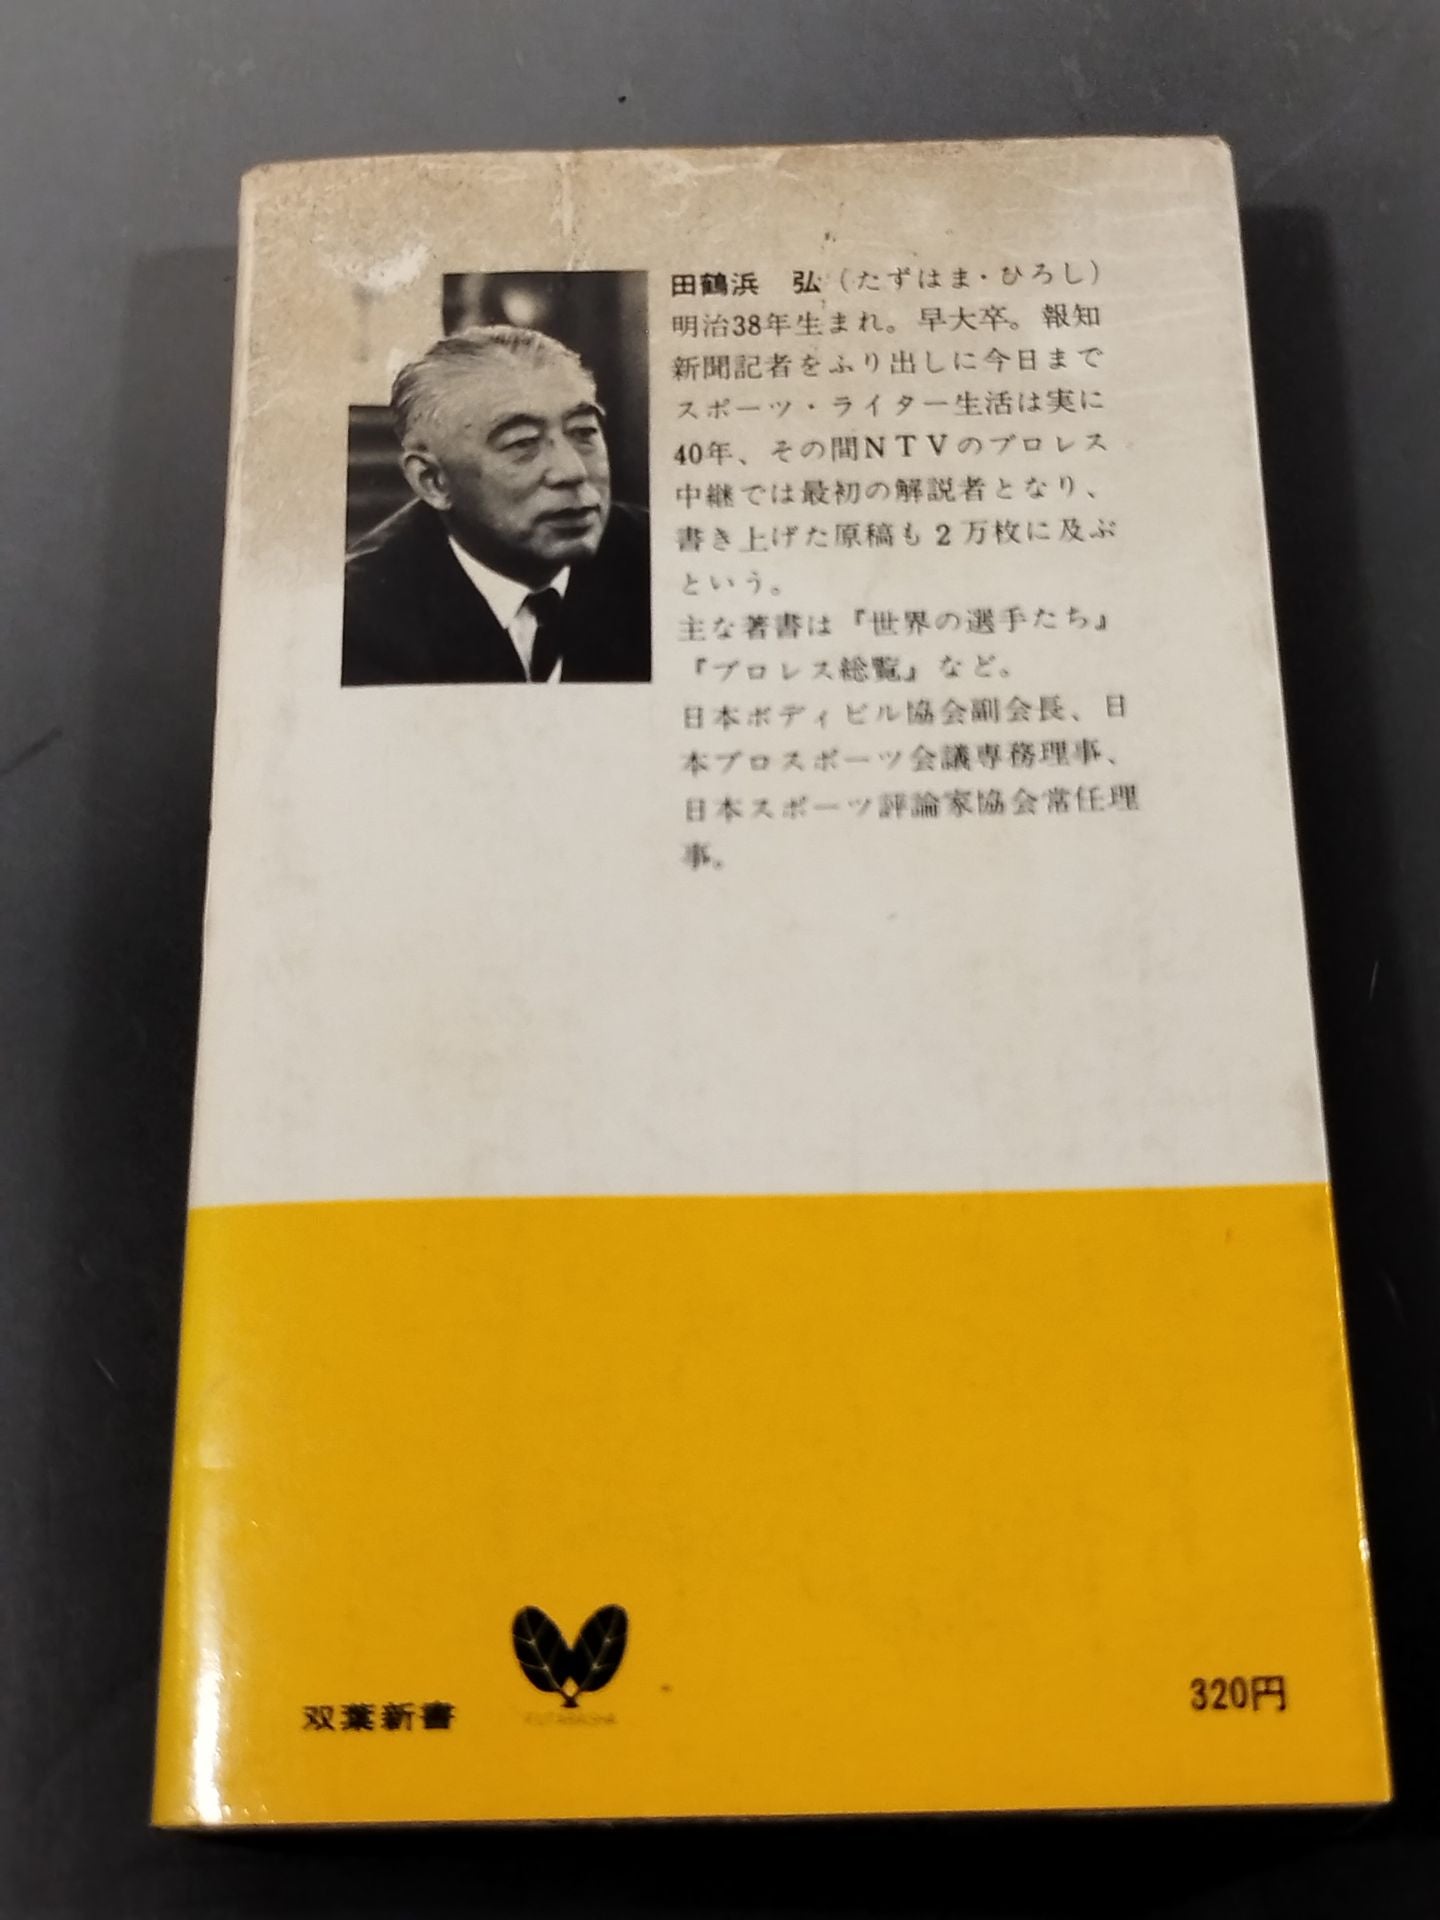 田鶴浜　弘（たずはま・ひろし）
明治38年生まれ。早大卒。報知
新聞記者をふり出しに今日まで
スポーツ・ライター生活は実に
40年、その間NTVのプロレス
中継では最初の解説者となり、
書き上げた原稿も2万枚に及ぶ
という。
主な著書は『世界の選手たち』
『プロレス総覧』など。
日本ボディビル協会副会長、日
本プロスポーツ会議専務理事、
日本スポーツ評論家協会常任理
事。
双葉新書
FUTABASHA
320円